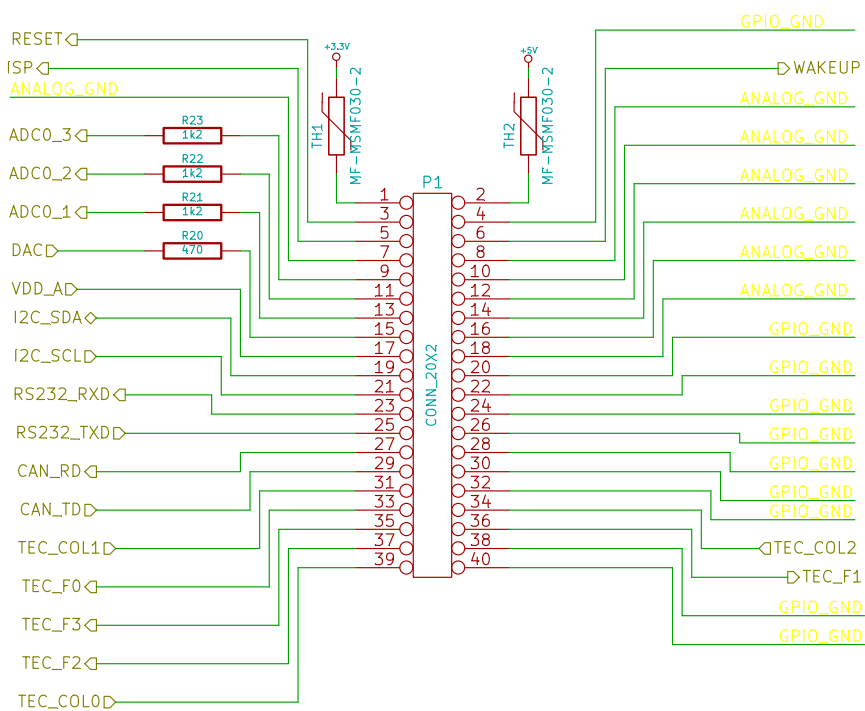 GPIO_GND
RESET
+3.3V
+5V
ISP
WAKEUP
ANALOG_GND
ANALOG_GND
R23
1k2
ADC0_3
TH1
MF-MSMF030-2
TH2
MF-MSMF030-2
ANALOG_GND
R22
1k2
ADC0_2
ANALOG_GND
P1
R21
1k2
ADC0_1
ANALOG_GND
R20
470
DAC
ANALOG_GND
VDD_A
ANALOG_GND
I2C_SDA
GPIO_GND
I2C_SCL
GPIO_GND
RS232_RXD
GPIO_GND
RS232_TXD
GPIO_GND
CAN_RD
GPIO_GND
GPIO_GND
CAN_TD
GPIO_GND
TEC_COL1
TEC_COL2
TEC_F0
TEC_F1
TEC_F3
GPIO_GND
TEC_F2
GPIO_GND
TEC_COL0
CONN_20X2
1 2
3 4
5 6
7 8
9 10
11 12
13 14
15 16
17 18
19 20
21 22
23 24
25 26
27 28
29 30
31 32
33 34
35 36
37 38
39 40